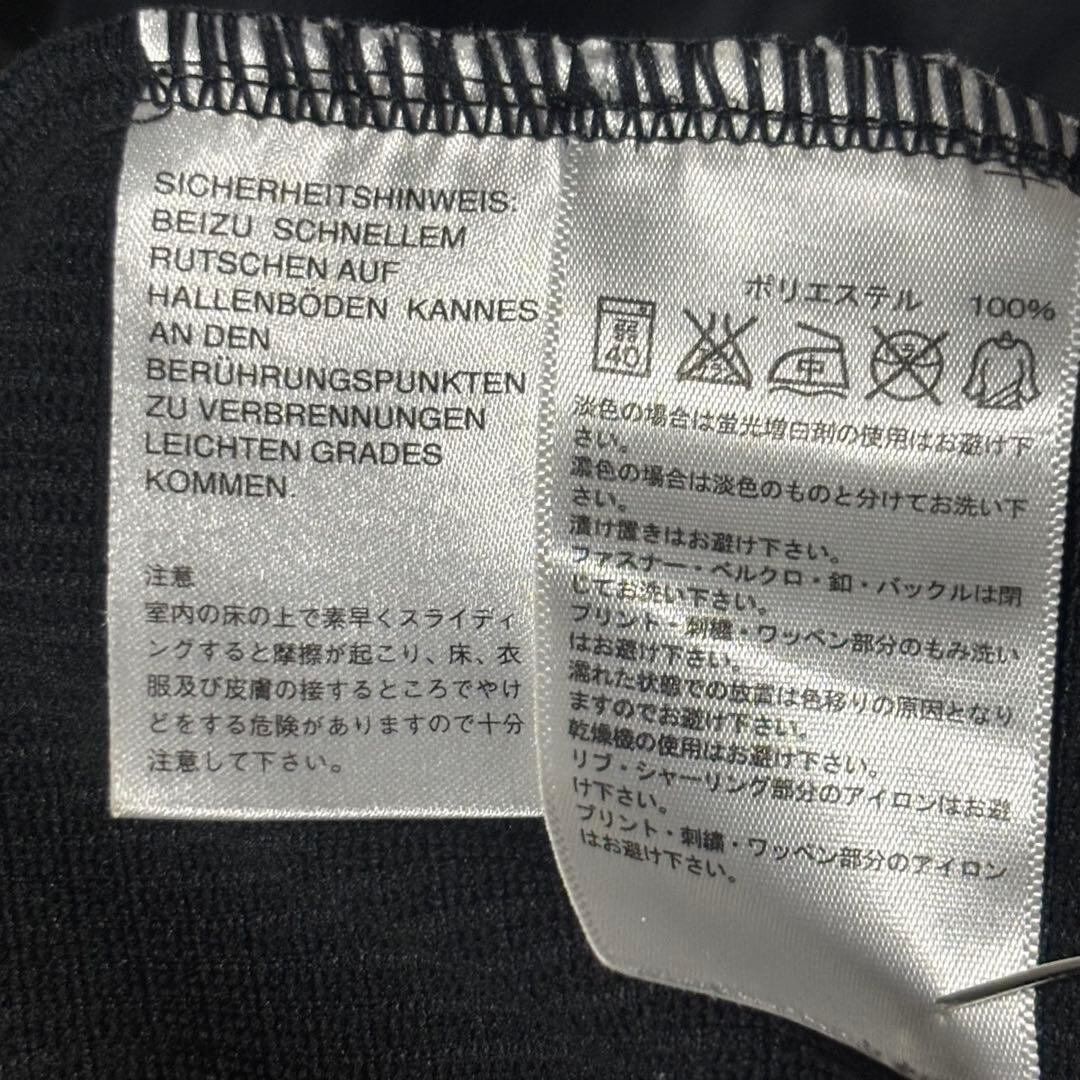 SICHERHEITSHINWEIS:
BEIZU SCHNELLEM
RUTSCHEN AUF
HALLENBÖDEN KANNES
AN DEN
BERÜHRUNGSPUNKTEN
ZU VERBRENNUNGEN
LEICHTEN GRADES
KOMMEN.
注意
室内の床の上で素早くスライディ
ングすると摩擦が起こり、床、衣
服及び皮膚の接するところでやけ
どをする危険がありますので十分
注意して下さい。
ポリエステル 100%
弱 40 中
淡色の場合は蛍光増白剤の使用はお避け下
さい。
濃色の場合は淡色のものと分けてお洗い下
さい。
漬け置きはお避け下さい。
ファスナー・ベルクロ・釦・バックルは閉
じてお洗い下さい。
プリント・刺繍・ワッペン部分のもみ洗い
はお避け下さい。
濡れた状態での放置は色移りの原因となり
ますのでお避け下さい。
乾燥機の使用はお避け下さい。
リブ・シャーリング部分のアイロンはお避
け下さい。
プリント・刺繍・ワッペン部分のアイロン
はお避け下さい。